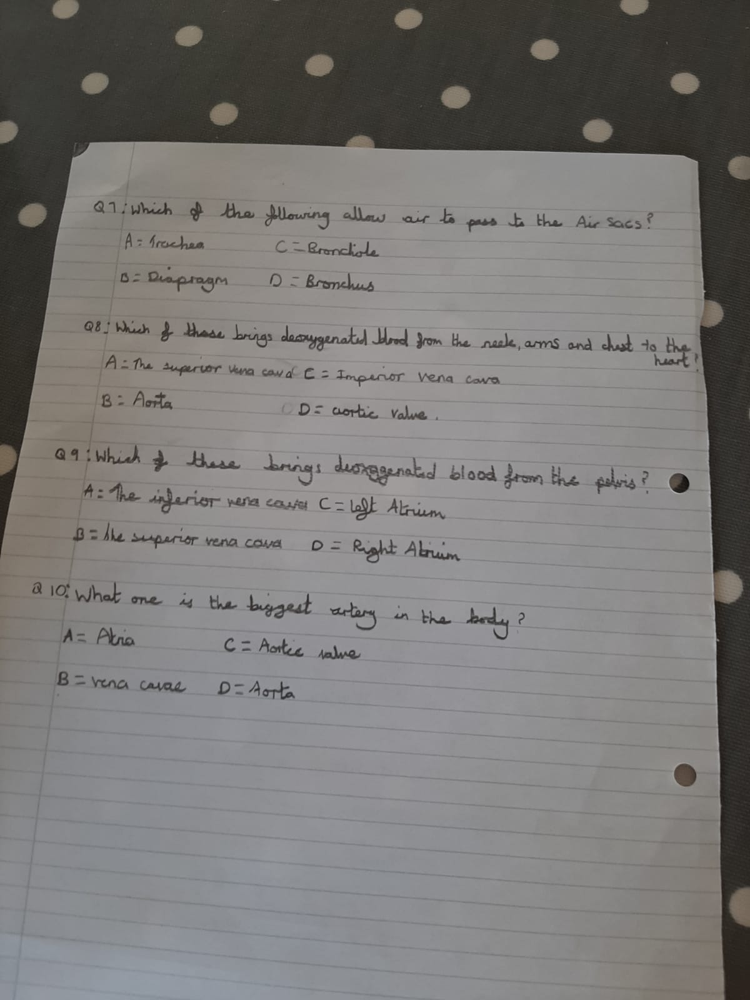 Q7: Which of the following allow air to pass to the Air sacs?
A = Trachea C = Bronchiole
B = Diapragm D = Bronchus
Q8: Which of these brings deoxygenated blood from the neck, arms and chest to the
heart?
A = The superior vena cava C = Imperior vena cava
B = Aorta D = aortic valve.
Q9: Which of these brings deoxggenated blood from the pelvis?
A = The inferior vena cava C = Left Atrium
B = the superior vena cava D = Right Atrium
Q10: What one is the biggest artery in the body?
A = Atria C = Aortic valve
B = vena cavae D = Aorta